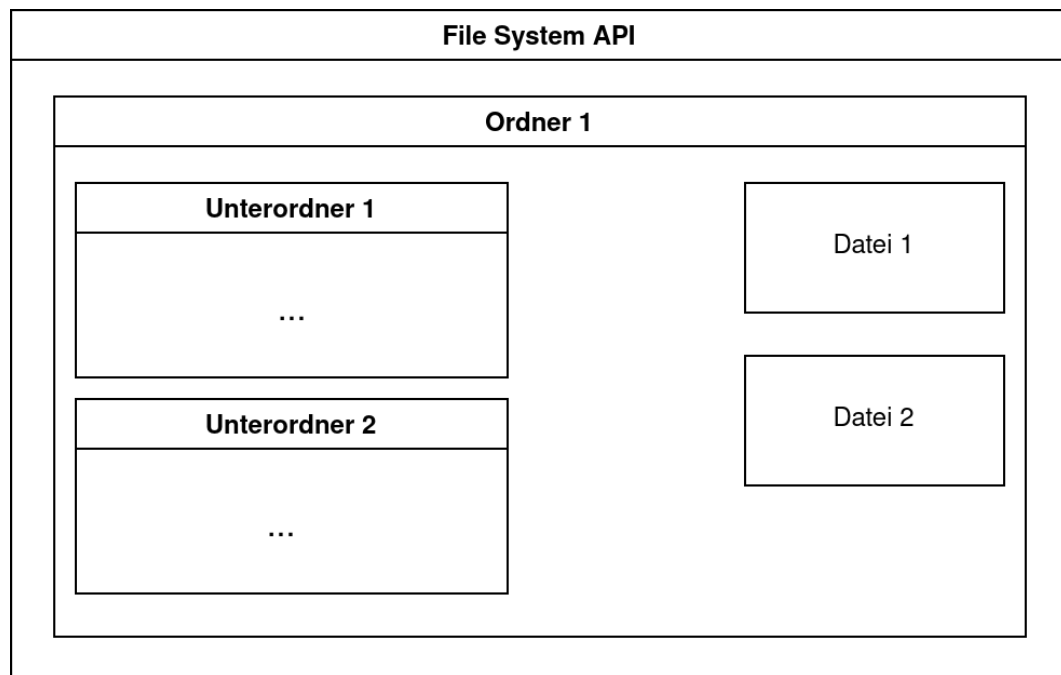 File System API
Ordner 1
Unterordner 1
...
Unterordner 2
...
Datei 1
Datei 2